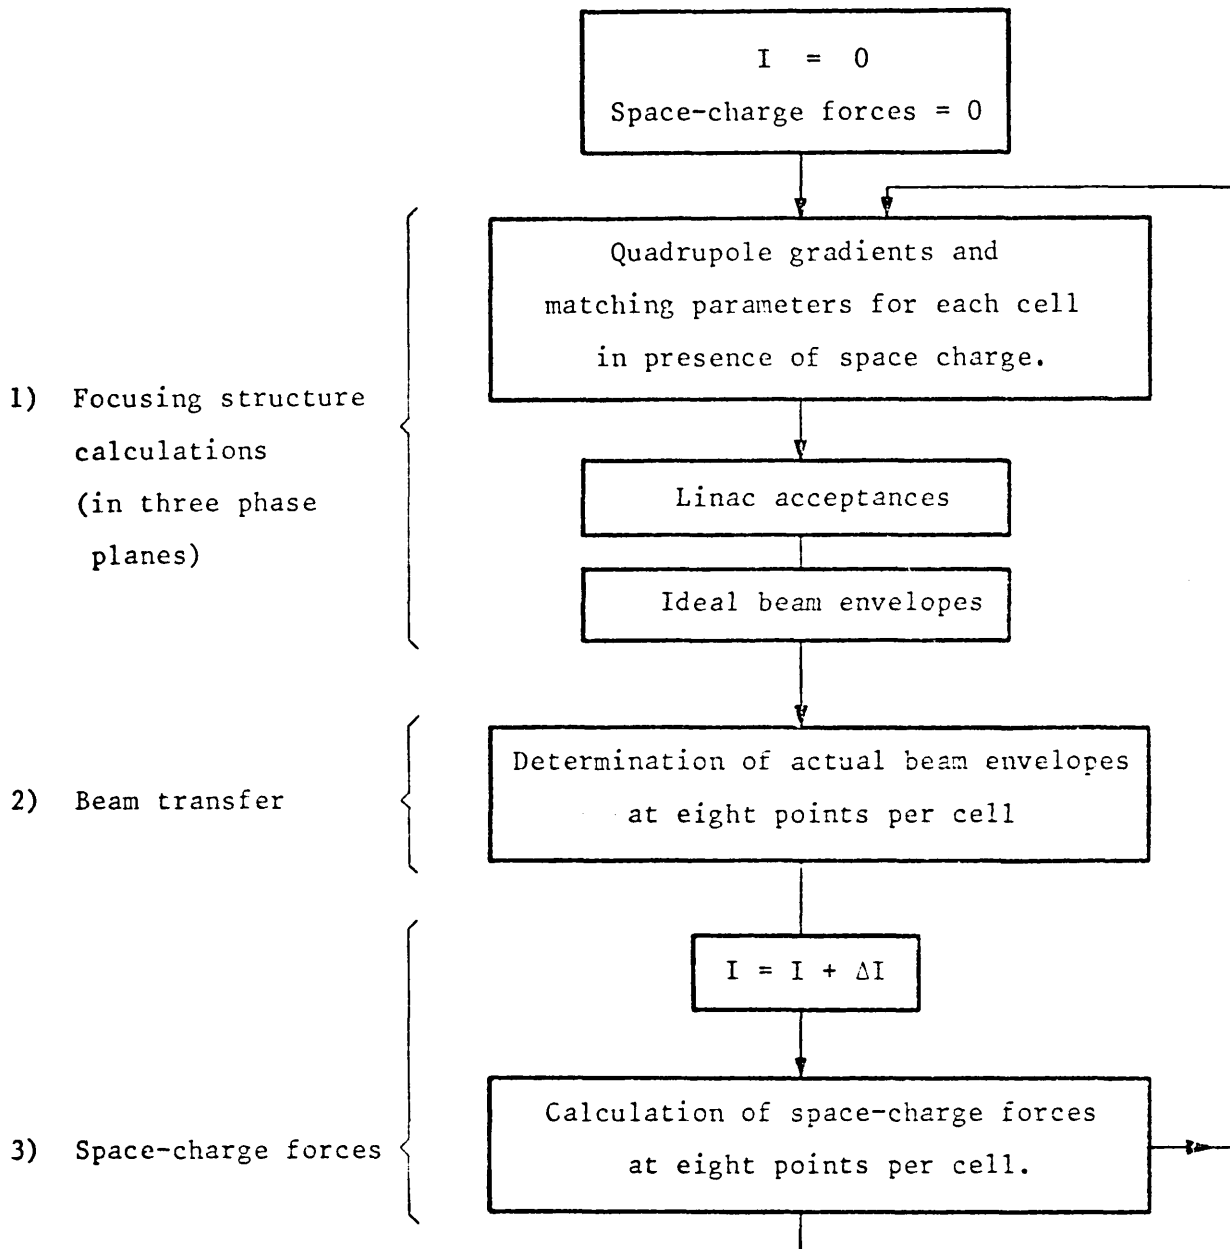 I = 0
Space-charge forces = 0
Quadrupole gradients and
matching parameters for each cell
in presence of space charge.
1) Focusing structure
calculations
(in three phase
planes)
Linac acceptances
Ideal beam envelopes
2) Beam transfer
Determination of actual beam envelopes
at eight points per cell
I = I + ΔI
3) Space-charge forces
Calculation of space-charge forces
at eight points per cell.